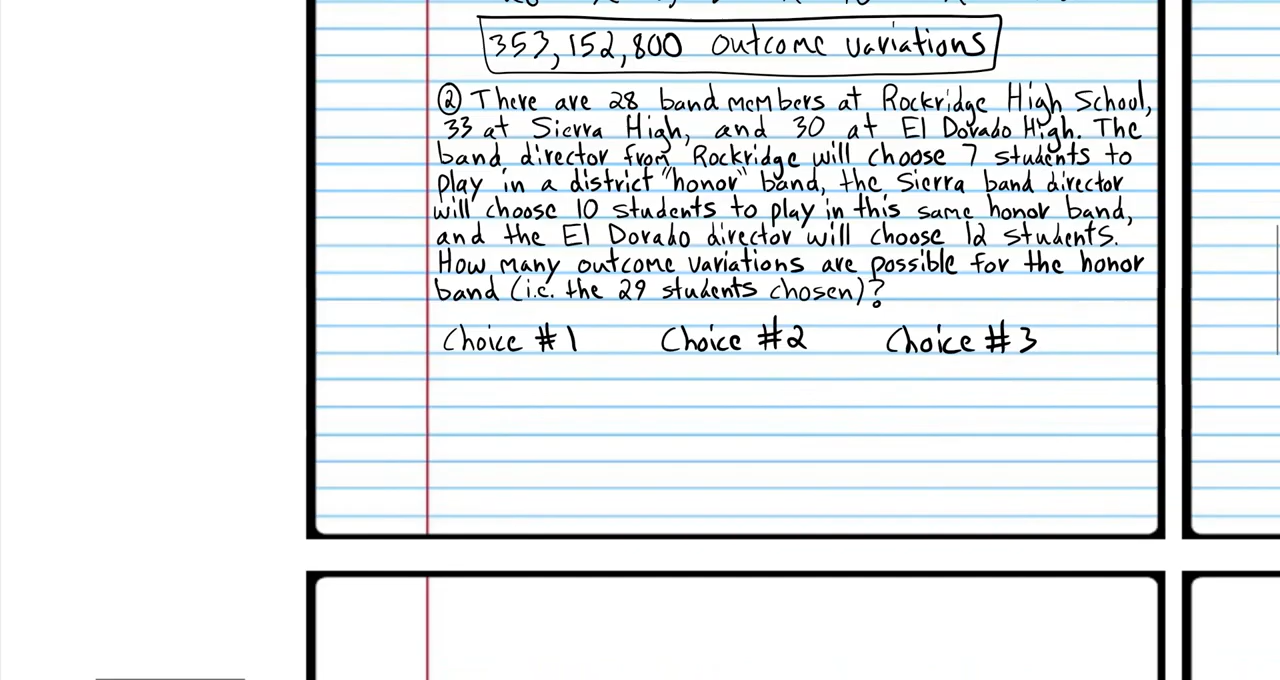 353,152,800 outcome variations
② There are 28 band members at Rockridge High School,
33 at Sierra High, and 30 at El Dorado High. The
band director from Rockridge will choose 7 students to
play in a district "honor" band, the Sierra band director
will choose 10 students to play in this same honor band,
and the El Dorado director will choose 12 students.
How many outcome variations are possible for the honor
band (i.e. the 29 students chosen)?
Choice #1 Choice #2 Choice #3